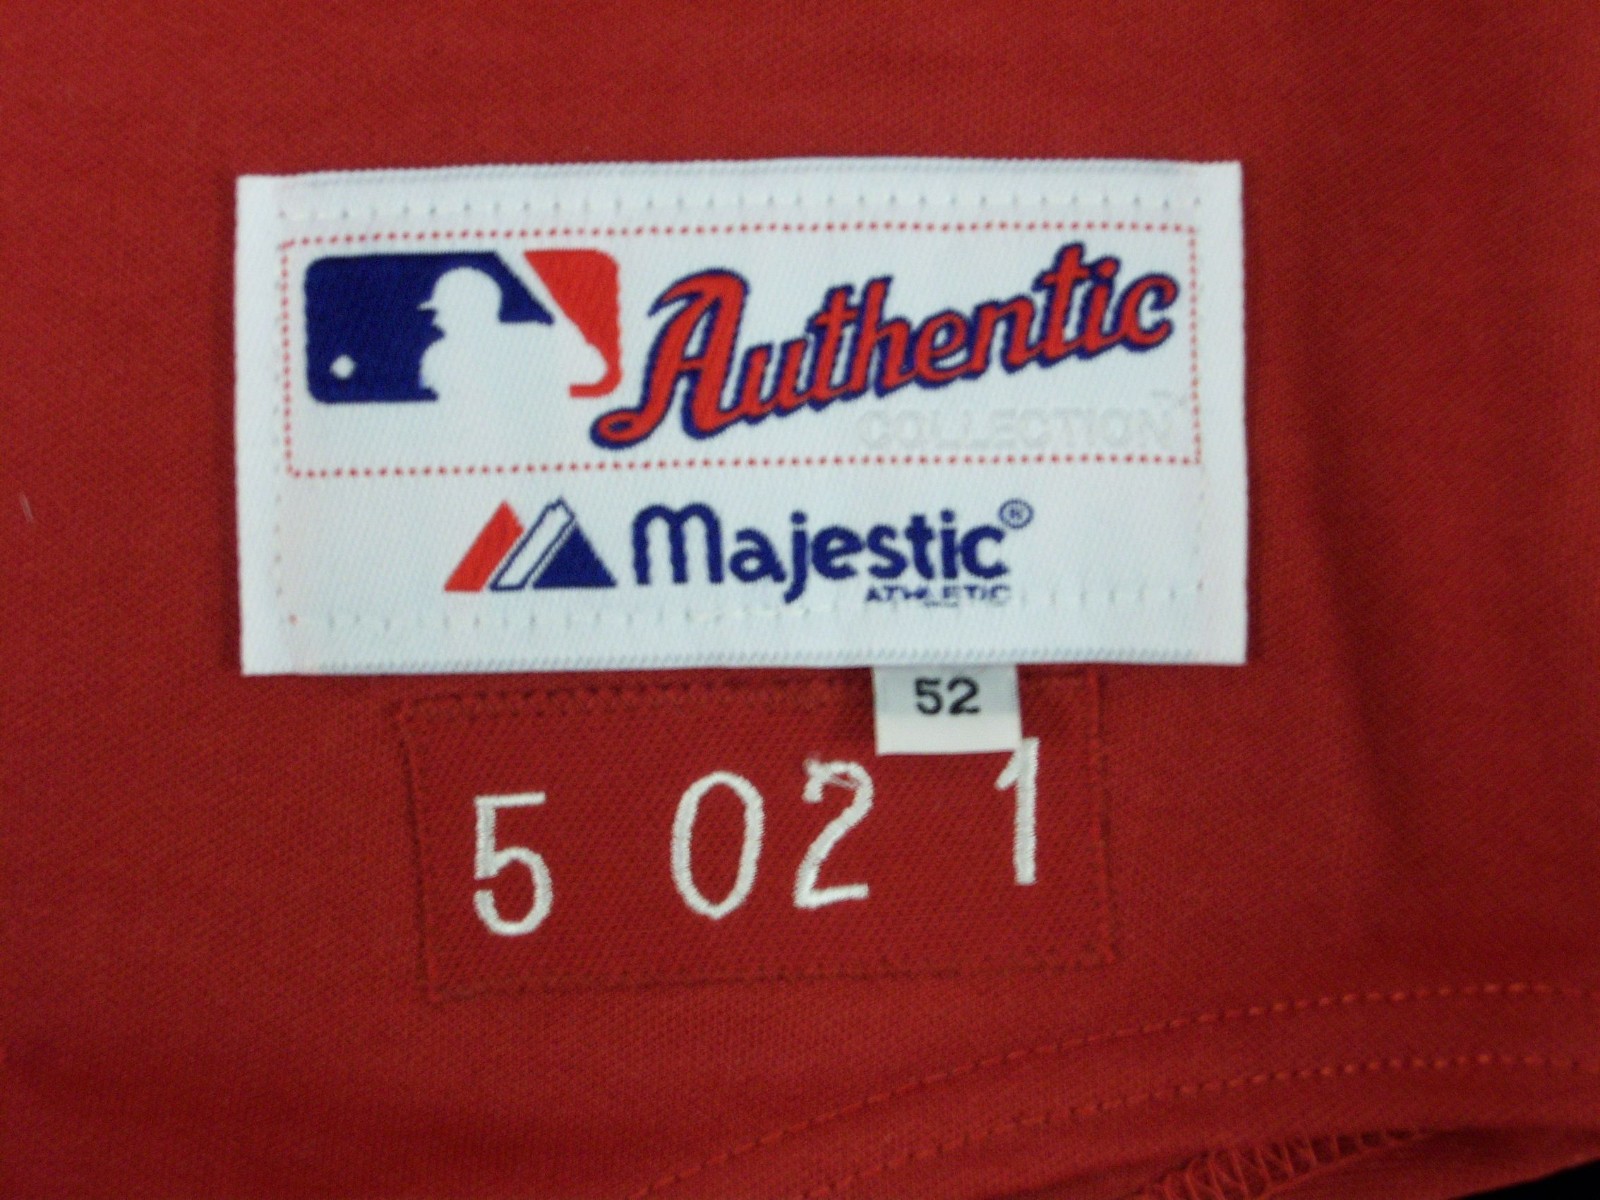 Authentic
COLLECTION
Majestic®
ATHLETIC
52
5 02 1